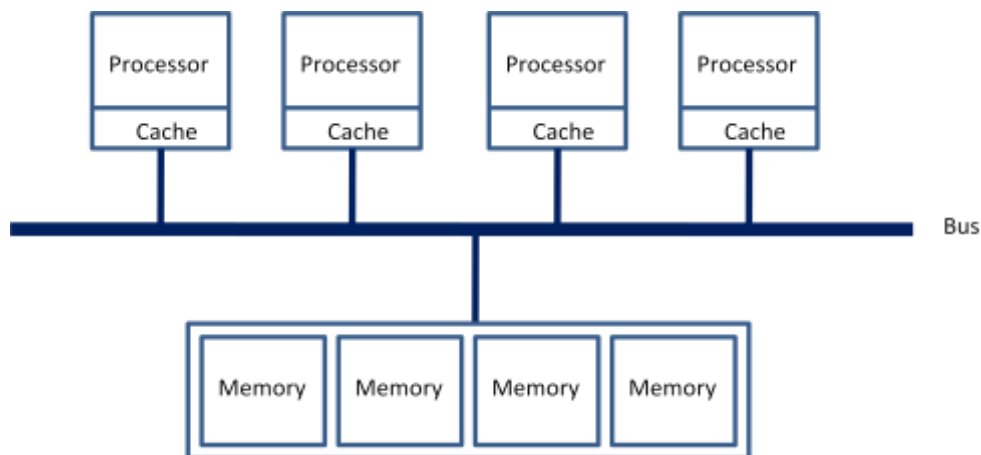 Processor Processor Processor Processor
Cache Cache Cache Cache
Bus
Memory Memory Memory Memory